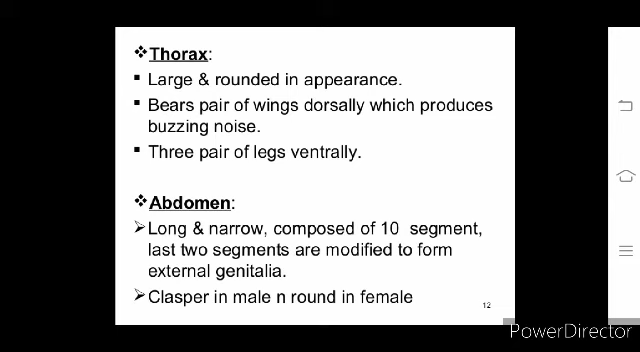 ❖Thorax:
▪ Large & rounded in appearance.
▪ Bears pair of wings dorsally which produces
buzzing noise.
▪ Three pair of legs ventrally.
❖Abdomen:
➢Long & narrow, composed of 10 segment,
last two segments are modified to form
external genitalia.
➢Clasper in male n round in female
12
PowerDirector